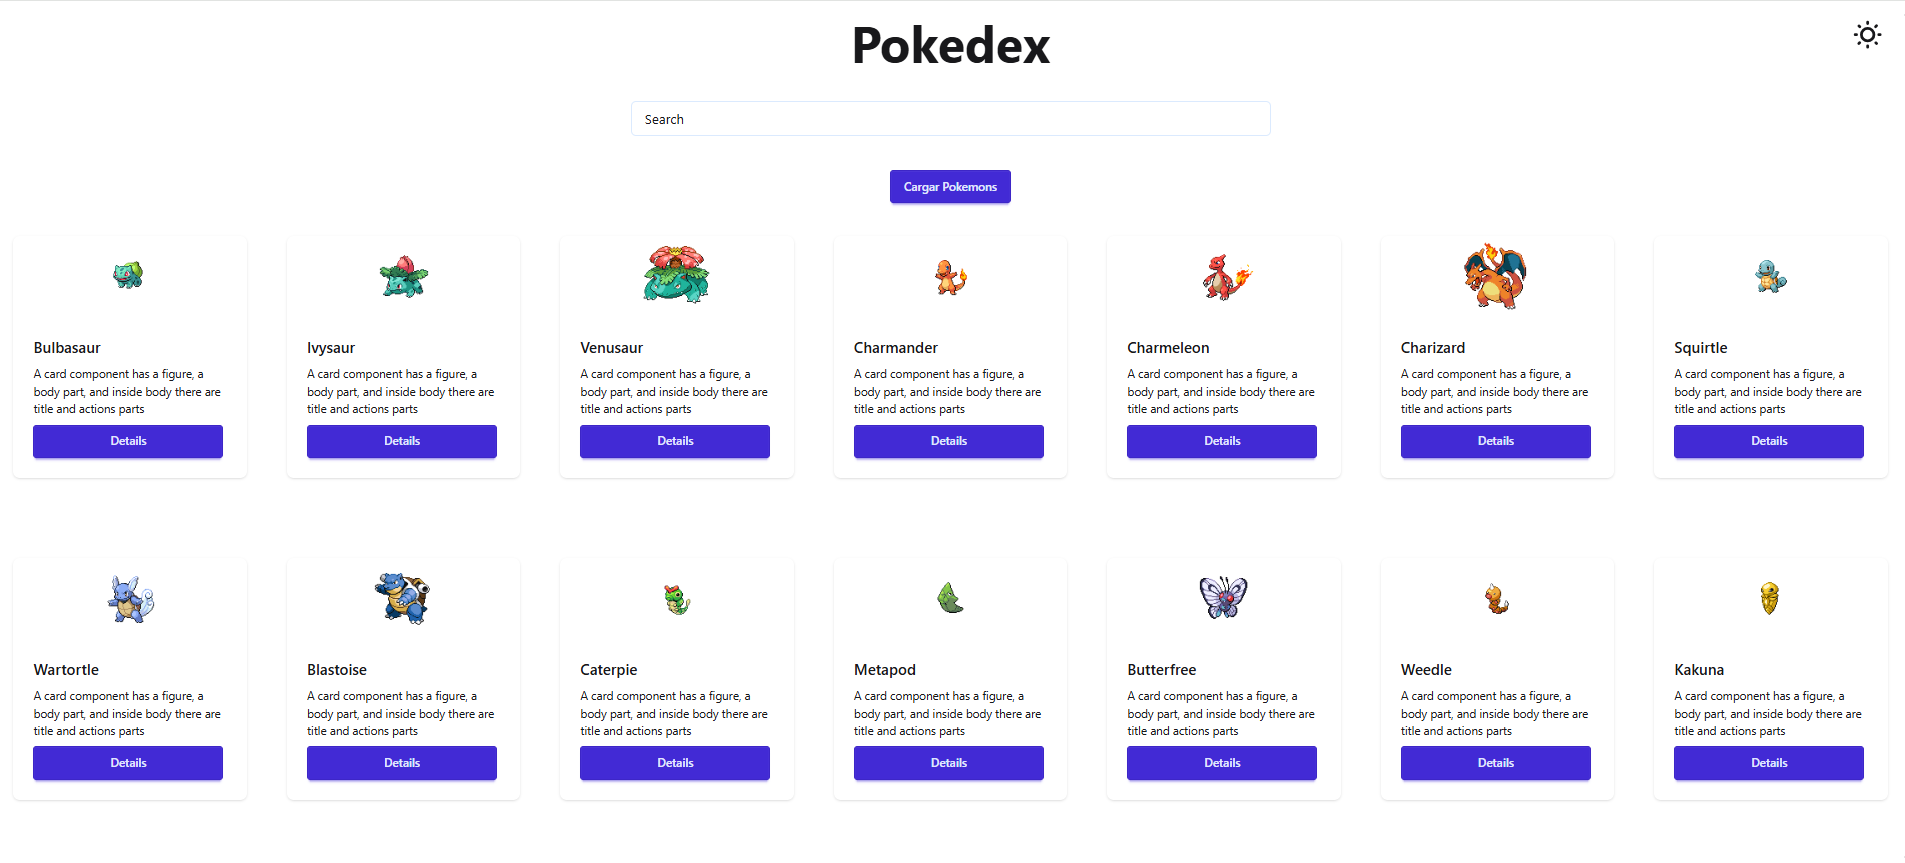 Pokedex
Search
Cargar Pokemons
Bulbasaur
A card component has a figure, a
body part, and inside body there are
title and actions parts
Details
Ivysaur
A card component has a figure, a
body part, and inside body there are
title and actions parts
Details
Venusaur
A card component has a figure, a
body part, and inside body there are
title and actions parts
Details
Charmander
A card component has a figure, a
body part, and inside body there are
title and actions parts
Details
Charmeleon
A card component has a figure, a
body part, and inside body there are
title and actions parts
Details
Charizard
A card component has a figure, a
body part, and inside body there are
title and actions parts
Details
Squirtle
A card component has a figure, a
body part, and inside body there are
title and actions parts
Details
Wartortle
A card component has a figure, a
body part, and inside body there are
title and actions parts
Details
Blastoise
A card component has a figure, a
body part, and inside body there are
title and actions parts
Details
Caterpie
A card component has a figure, a
body part, and inside body there are
title and actions parts
Details
Metapod
A card component has a figure, a
body part, and inside body there are
title and actions parts
Details
Butterfree
A card component has a figure, a
body part, and inside body there are
title and actions parts
Details
Weedle
A card component has a figure, a
body part, and inside body there are
title and actions parts
Details
Kakuna
A card component has a figure, a
body part, and inside body there are
title and actions parts
Details